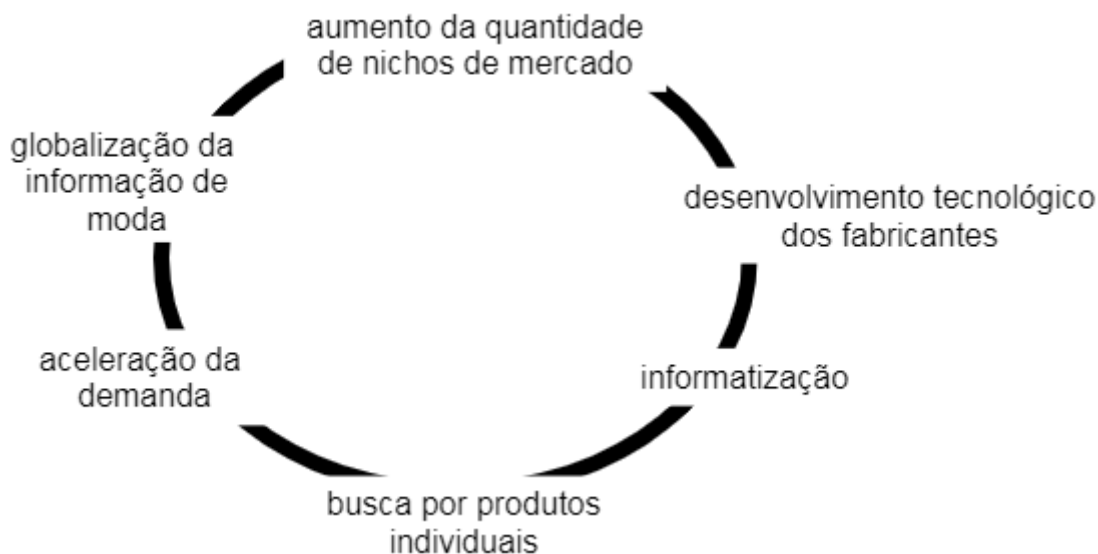 aumento da quantidade
de nichos de mercado
globalização da
informação de
moda
desenvolvimento tecnológico
dos fabricantes
aceleração da
demanda
informatização
busca por produtos
individuais